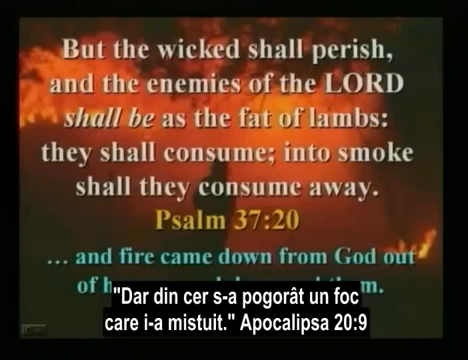 But the wicked shall perish,
and the enemies of the LORD
shall be as the fat of lambs:
they shall consume; into smoke
shall they consume away.
Psalm 37:20
... and fire came down from God out
of
"Dar din cer s-a pogorât un foc
care i-a mistuit." Apocalipsa 20:9